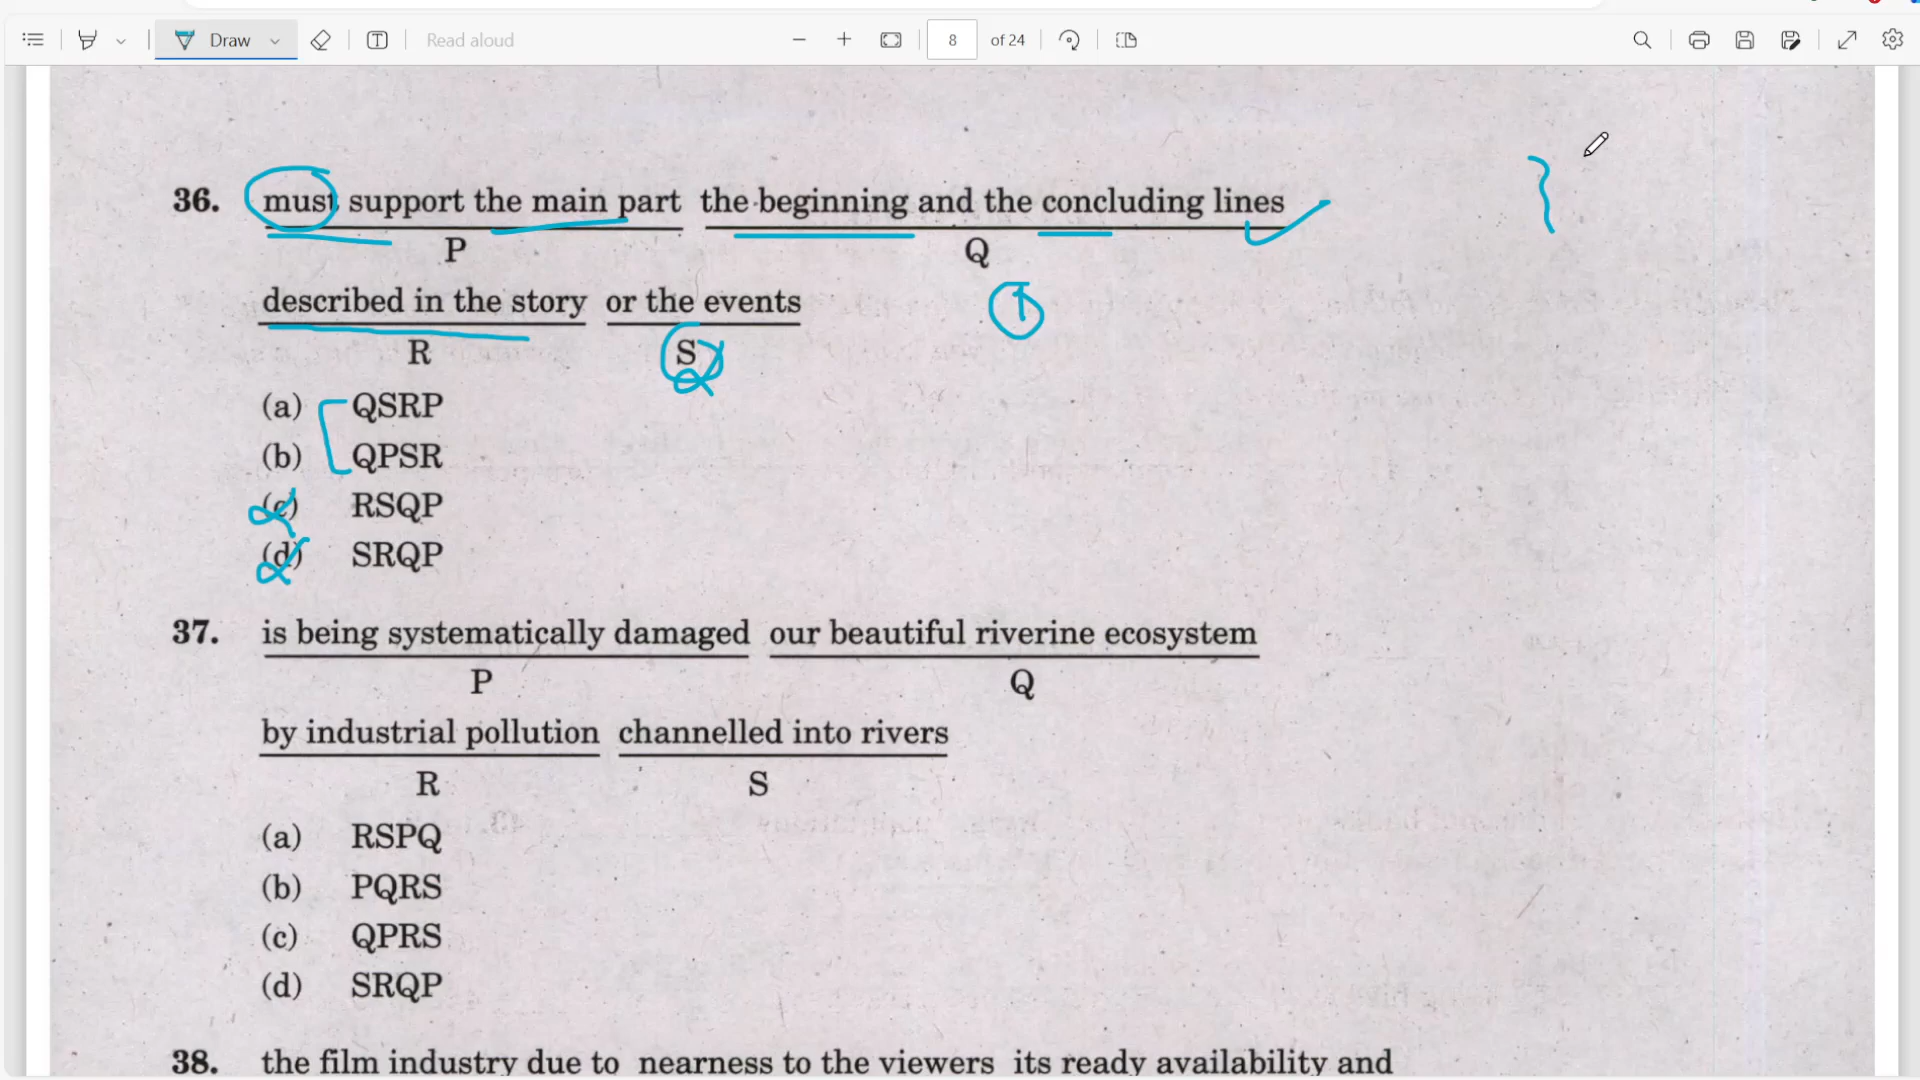 Draw
Read aloud
8 of 24
36. must support the main part the beginning and the concluding lines
P Q
described in the story or the events
R S
1
(a) QSRP
(b) QPSR
(c) RSQP
(d) SRQP
37. is being systematically damaged our beautiful riverine ecosystem
P Q
by industrial pollution channelled into rivers
R S
(a) RSPQ
(b) PQRS
(c) QPRS
(d) SRQP
38. the film industry due to nearness to the viewers its ready availability and